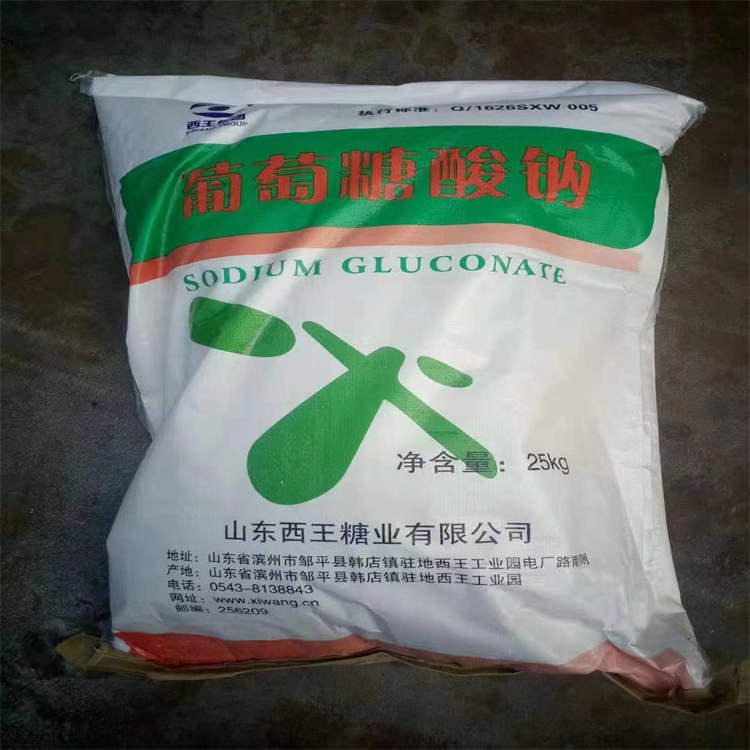 执行标准：Q/1626SXW 005
西王集团
XIWANG GROUP
葡萄糖酸钠
SODIUM GLUCONATE
净含量：25kg
山东西王糖业有限公司
地址：山东省滨州市邹平县韩店镇驻地西王工业园电厂路南侧
产地：山东省滨州市邹平县韩店镇驻地西王工业园
电话：0543-8138843
网址：www.xiwang.cn
邮编：256209